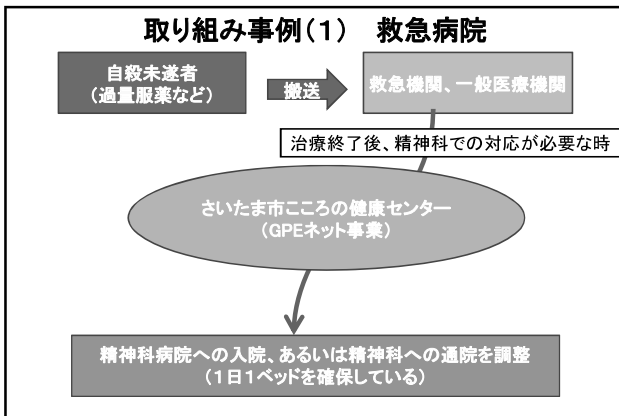 取り組み事例(1)　救急病院
自殺未遂者
(過量服薬など)
搬送
救急機関、一般医療機関
治療終了後、精神科での対応が必要な時
さいたま市こころの健康センター
(GPEネット事業)
精神科病院への入院、あるいは精神科への通院を調整
(1日1ベッドを確保している)